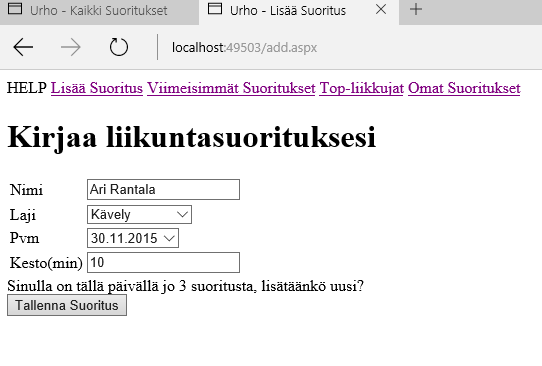 Urho - Kaikki Suoritukset
Urho - Lisää Suoritus
localhost:49503/add.aspx
HELP Lisää Suoritus Viimeisimmät Suoritukset Top-liikkujat Omat Suoritukset
Kirjaa liikuntasuorituksesi
Nimi Ari Rantala
Laji Kävely
Pvm 30.11.2015
Kesto(min) 10
Sinulla on tällä päivällä jo 3 suoritusta, lisätäänkö uusi?
Tallenna Suoritus